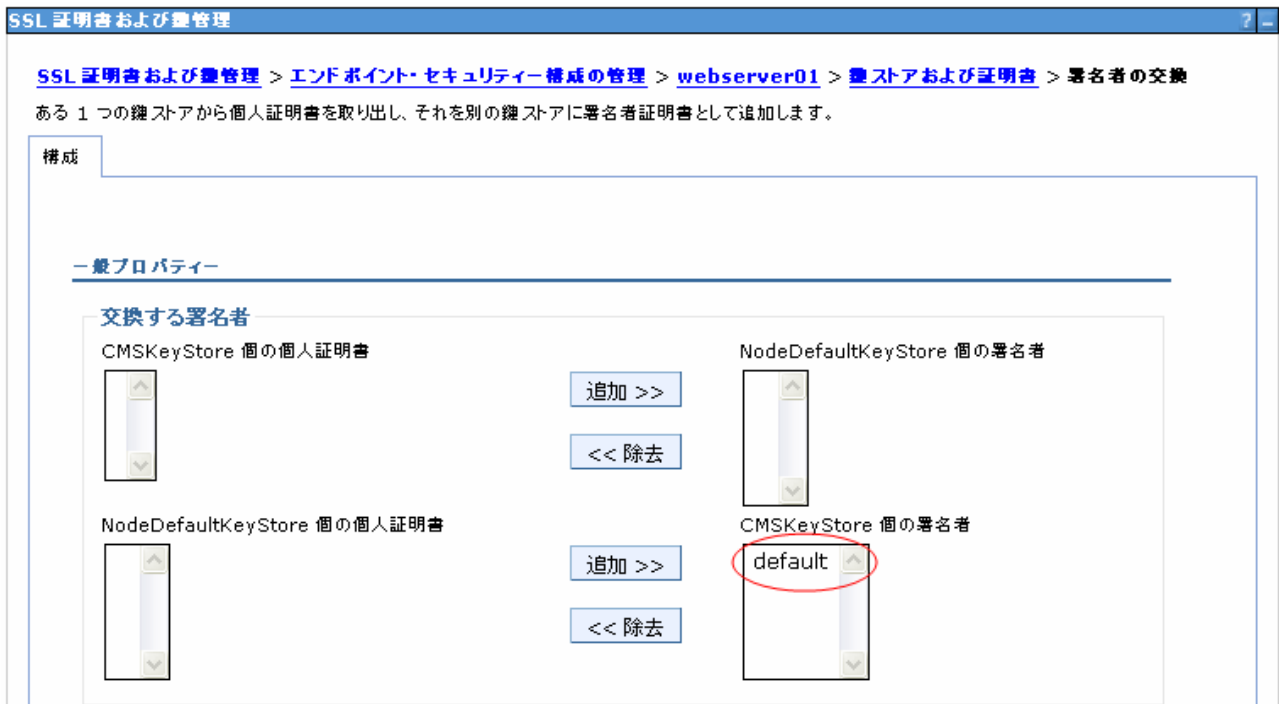 SSL 証明書および鍵管理 ? –
SSL 証明書および鍵管理 > エンドポイント・セキュリティー構成の管理 > webserver01 > 鍵ストアおよび証明書 > 署名者の交換
ある 1 つの鍵ストアから個人証明書を取り出し、それを別の鍵ストアに署名者証明書として追加します。
構成
一般プロパティー
交換する署名者
CMSKeyStore 個の個人証明書 NodeDefaultKeyStore 個の署名者
追加 >>
<< 除去
NodeDefaultKeyStore 個の個人証明書 CMSKeyStore 個の署名者
追加 >> default
<< 除去